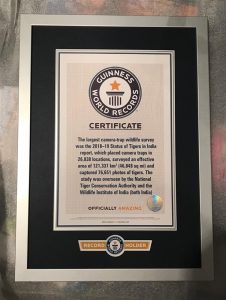 GUINNESS
WORLD RECORDS
CERTIFICATE
The largest camera-trap wildlife survey
was the 2018–19 Status of Tigers in India
report, which placed camera traps in
26,838 locations, surveyed an effective
area of 121,337 km² (46,848 sq mi) and
captured 76,651 photos of tigers. The
study was overseen by the National
Tiger Conservation Authority and the
Wildlife Institute of India (both India)
OFFICIALLY AMAZING
RECORD HOLDER